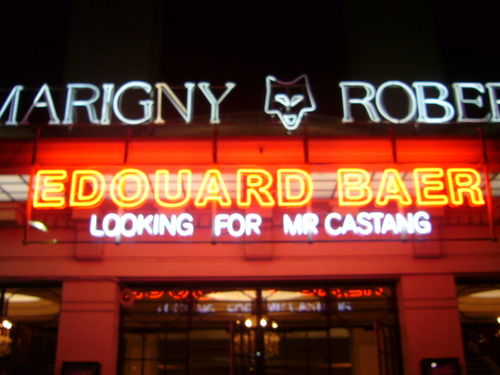 MARIGNY ROBE
EDOUARD BAER
LOOKING FOR MR CASTANG